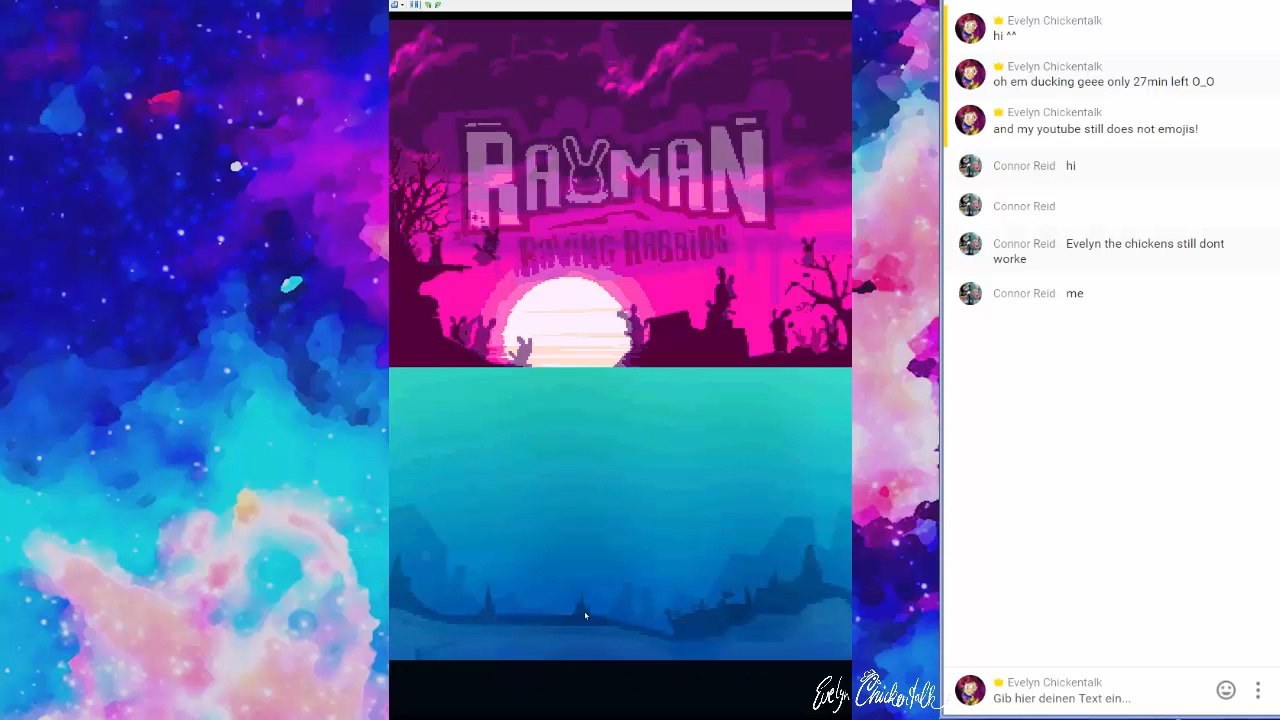 RAYMAN
RAVING RABBIDS
Evelyn Chickentalk
hi ^^
Evelyn Chickentalk
oh em ducking geee only 27min left O_O
Evelyn Chickentalk
and my youtube still does not emojis!
Connor Reid hi
Connor Reid
Connor Reid Evelyn the chickens still dont
worke
Connor Reid me
Evelyn Chickentalk
Gib hier deinen Text ein...
Evelyn Chickentalk